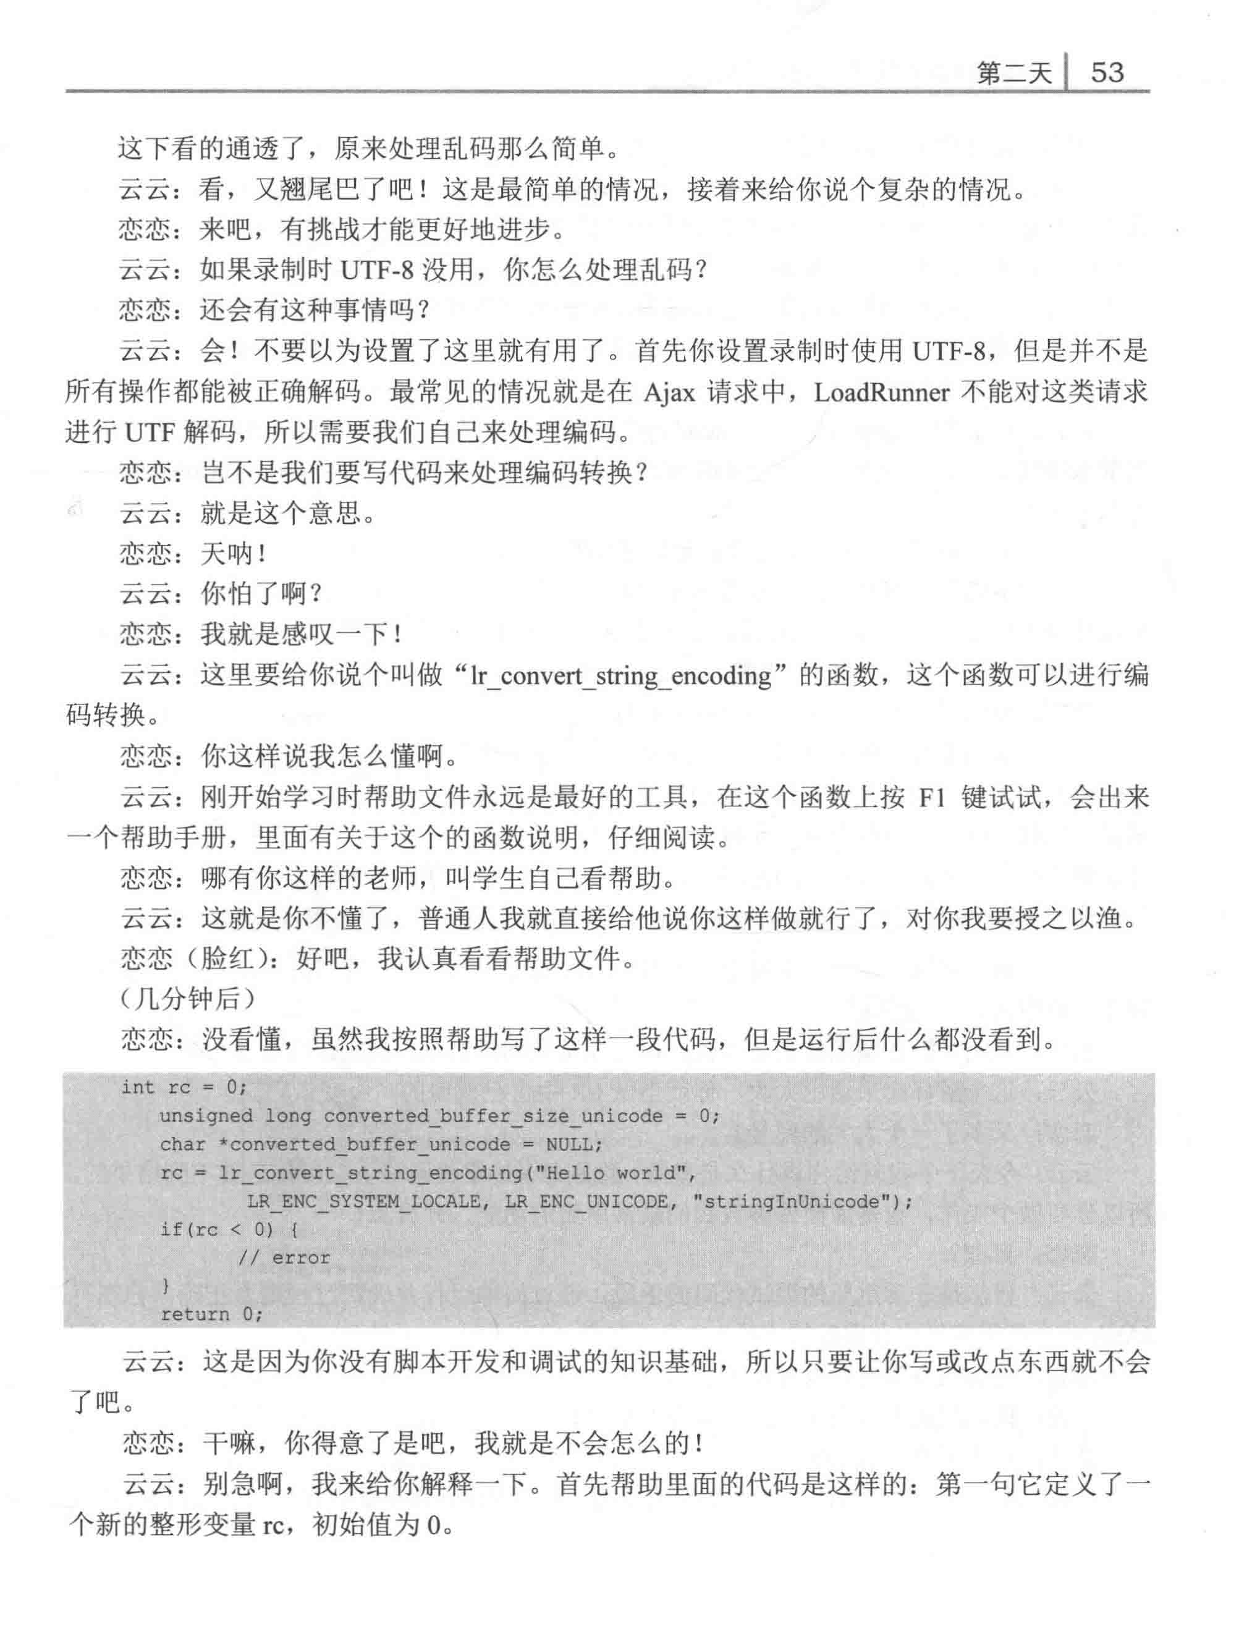 第二天 53
这下看的通透了，原来处理乱码那么简单。
云云：看，又翘尾巴了吧！这是最简单的情况，接着来给你说个复杂的情况。
恋恋：来吧，有挑战才能更好地进步。
云云：如果录制时 UTF-8 没用，你怎么处理乱码？
恋恋：还会有这种事情吗？
云云：会！不要以为设置了这里就有用了。首先你设置录制时使用 UTF-8，但是并不是
所有操作都能被正确解码。最常见的情况就是在 Ajax 请求中，LoadRunner 不能对这类请求
进行 UTF 解码，所以需要我们自己来处理编码。
恋恋：岂不是我们要写代码来处理编码转换？
云云：就是这个意思。
恋恋：天呐！
云云：你怕了啊？
恋恋：我就是感叹一下！
云云：这里要给你说个叫做“lr_convert_string_encoding”的函数，这个函数可以进行编
码转换。
恋恋：你这样说我怎么懂啊。
云云：刚开始学习时帮助文件永远是最好的工具，在这个函数上按 F1 键试试，会出来
一个帮助手册，里面有关于这个的函数说明，仔细阅读。
恋恋：哪有你这样的老师，叫学生自己看帮助。
云云：这就是你不懂了，普通人我就直接给他说你这样做就行了，对你我要授之以渔。
恋恋（脸红）：好吧，我认真看看帮助文件。
（几分钟后）
恋恋：没看懂，虽然我按照帮助写了这样一段代码，但是运行后什么都没看到。
int rc = 0;
unsigned long converted_buffer_size_unicode = 0;
char *converted_buffer_unicode = NULL;
rc = lr_convert_string_encoding("Hello world",
LR_ENC_SYSTEM_LOCALE, LR_ENC_UNICODE, "stringInUnicode");
if(rc < 0) {
// error
}
return 0;
云云：这是因为你没有脚本开发和调试的知识基础，所以只要让你写或改点东西就不会
了吧。
恋恋：干嘛，你得意了是吧，我就是不会怎么的！
云云：别急啊，我来给你解释一下。首先帮助里面的代码是这样的：第一句它定义了一
个新的整形变量 rc，初始值为 0。